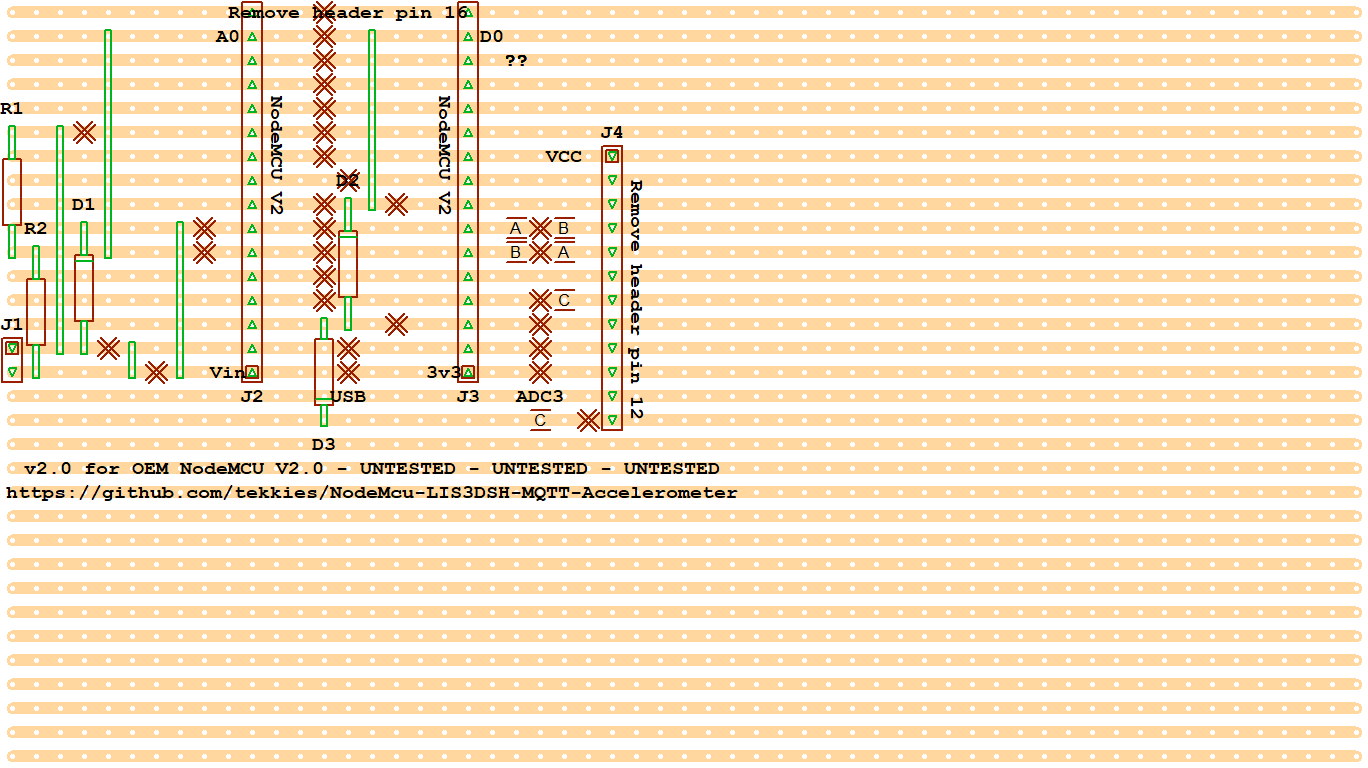 Remove header pin 16
A0
D0
??
R1
NodeMCU V2
NodeMCU V2
J4
VCC
D2
Remove header pin 12
D1
R2
A
B
B
A
C
J1
Vin
3v3
J2
USB
J3
ADC3
C
D3
v2.0 for OEM NodeMCU V2.0 - UNTESTED - UNTESTED - UNTESTED
https://github.com/tekkies/NodeMcu-LIS3DSH-MQTT-Accelerometer